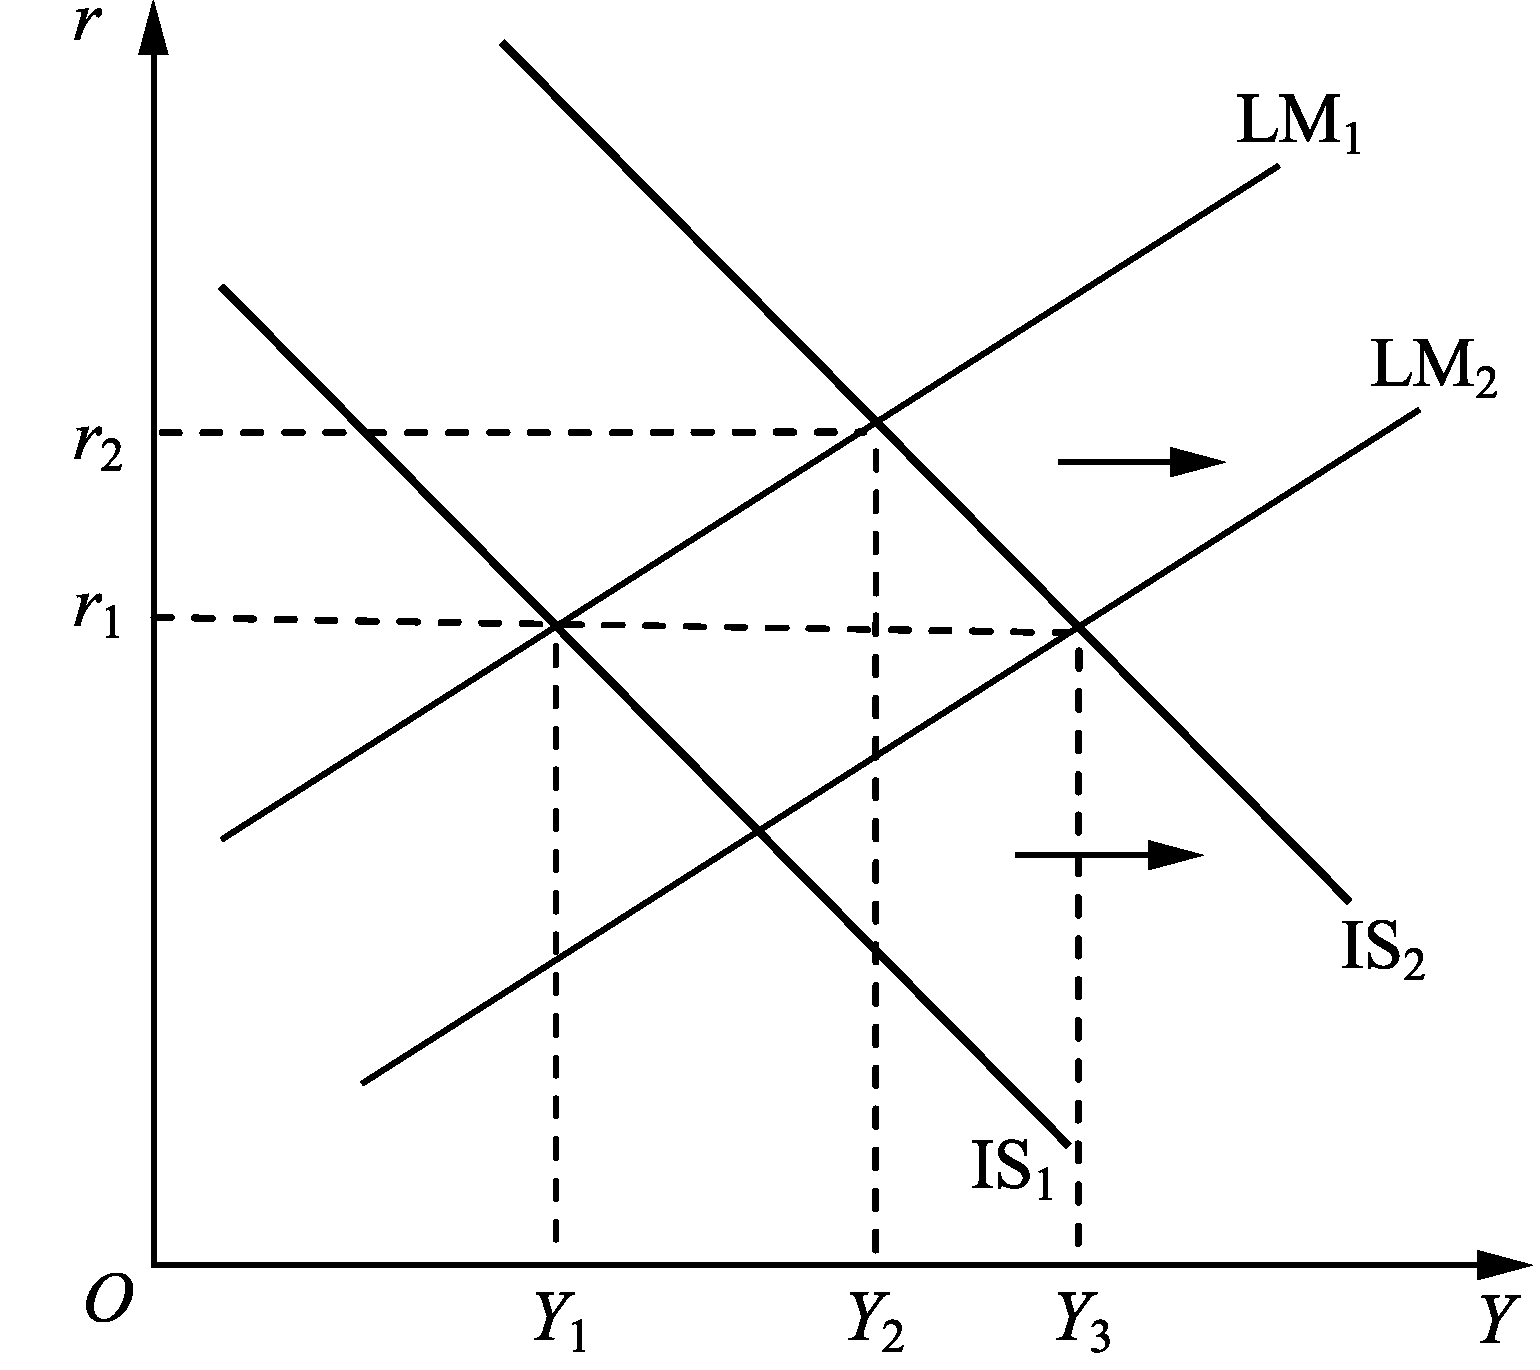 r
LM₁
LM₂
r₂
r₁
IS₂
IS₁
O
Y₁
Y₂
Y₃
Y